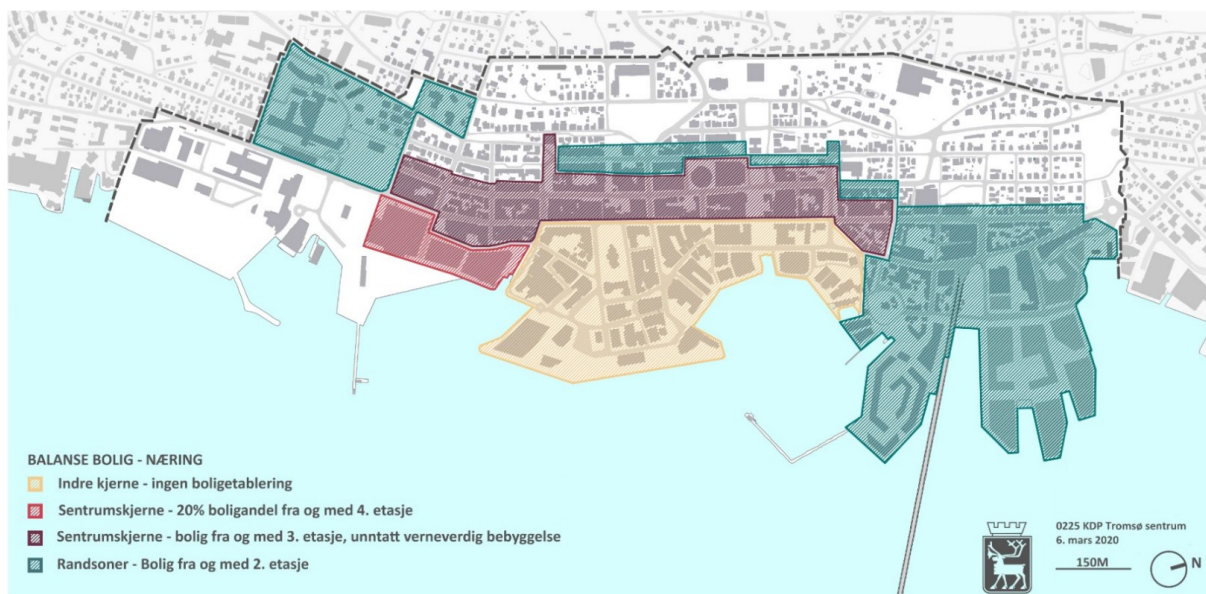 BALANSE BOLIG - NÆRING
Indre kjerne - ingen boligetablering
Sentrumskjerne - 20% boligandel fra og med 4. etasje
Sentrumskjerne - bolig fra og med 3. etasje, unntatt verneverdig bebyggelse
Randsoner - Bolig fra og med 2. etasje
0225 KDP Tromsø sentrum
6. mars 2020
150M
N